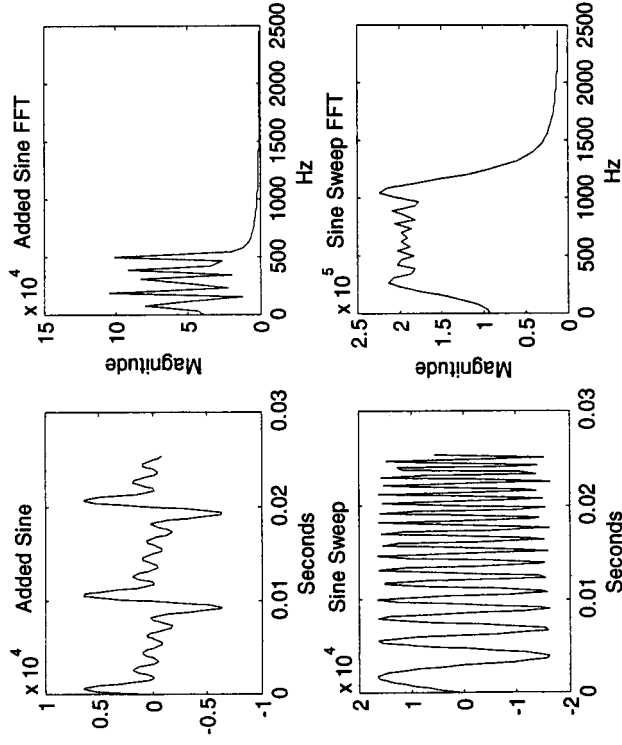 x 10^4 Added Sine
1
0.5
0
-0.5
-1
0 0.01 0.02 0.03
Seconds
x 10^4 Added Sine FFT
15
10
5
0
Magnitude
0 500 1000 1500 2000 2500
Hz
x 10^4 Sine Sweep
2
1
0
-1
-2
0 0.01 0.02 0.03
Seconds
x 10^5 Sine Sweep FFT
2.5
2
1.5
1
0.5
0
Magnitude
0 500 1000 1500 2000 2500
Hz